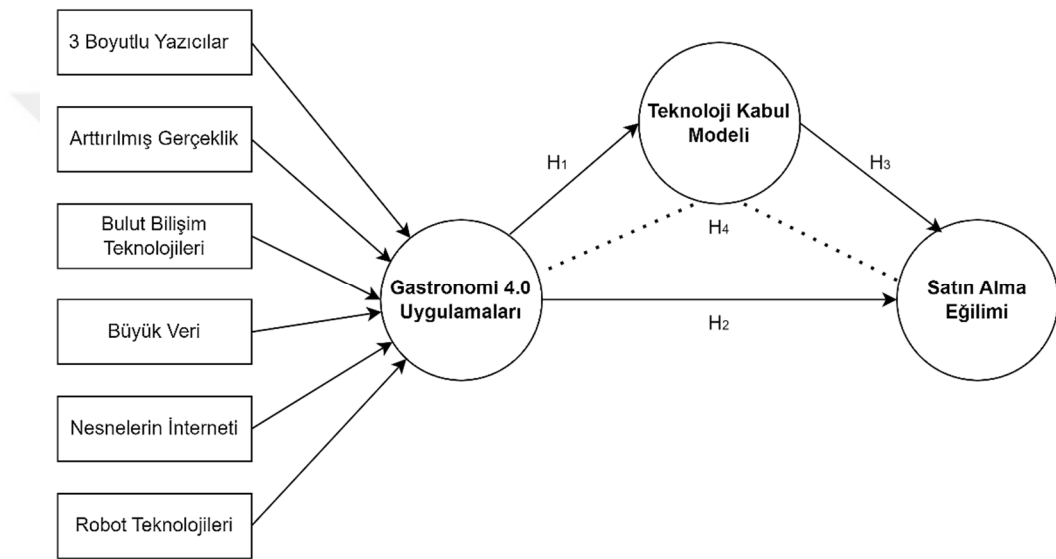 3 Boyutlu Yazıcılar
Arttırılmış Gerçeklik
Bulut Bilişim
Teknolojileri
Büyük Veri
Nesnelerin İnterneti
Robot Teknolojileri
Gastronomi 4.0
Uygulamaları
H₁
Teknoloji Kabul
Modeli
H₃
H₄
H₂
Satın Alma
Eğilimi